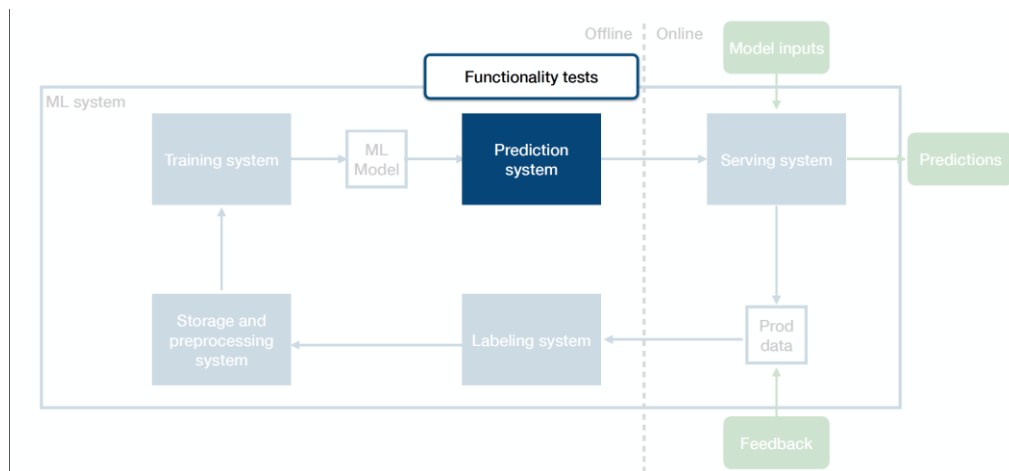 Offline
Online
Model inputs
Functionality tests
ML system
Training system
ML
Model
Prediction
system
Serving system
Predictions
Storage and
preprocessing
system
Labeling system
Prod
data
Feedback